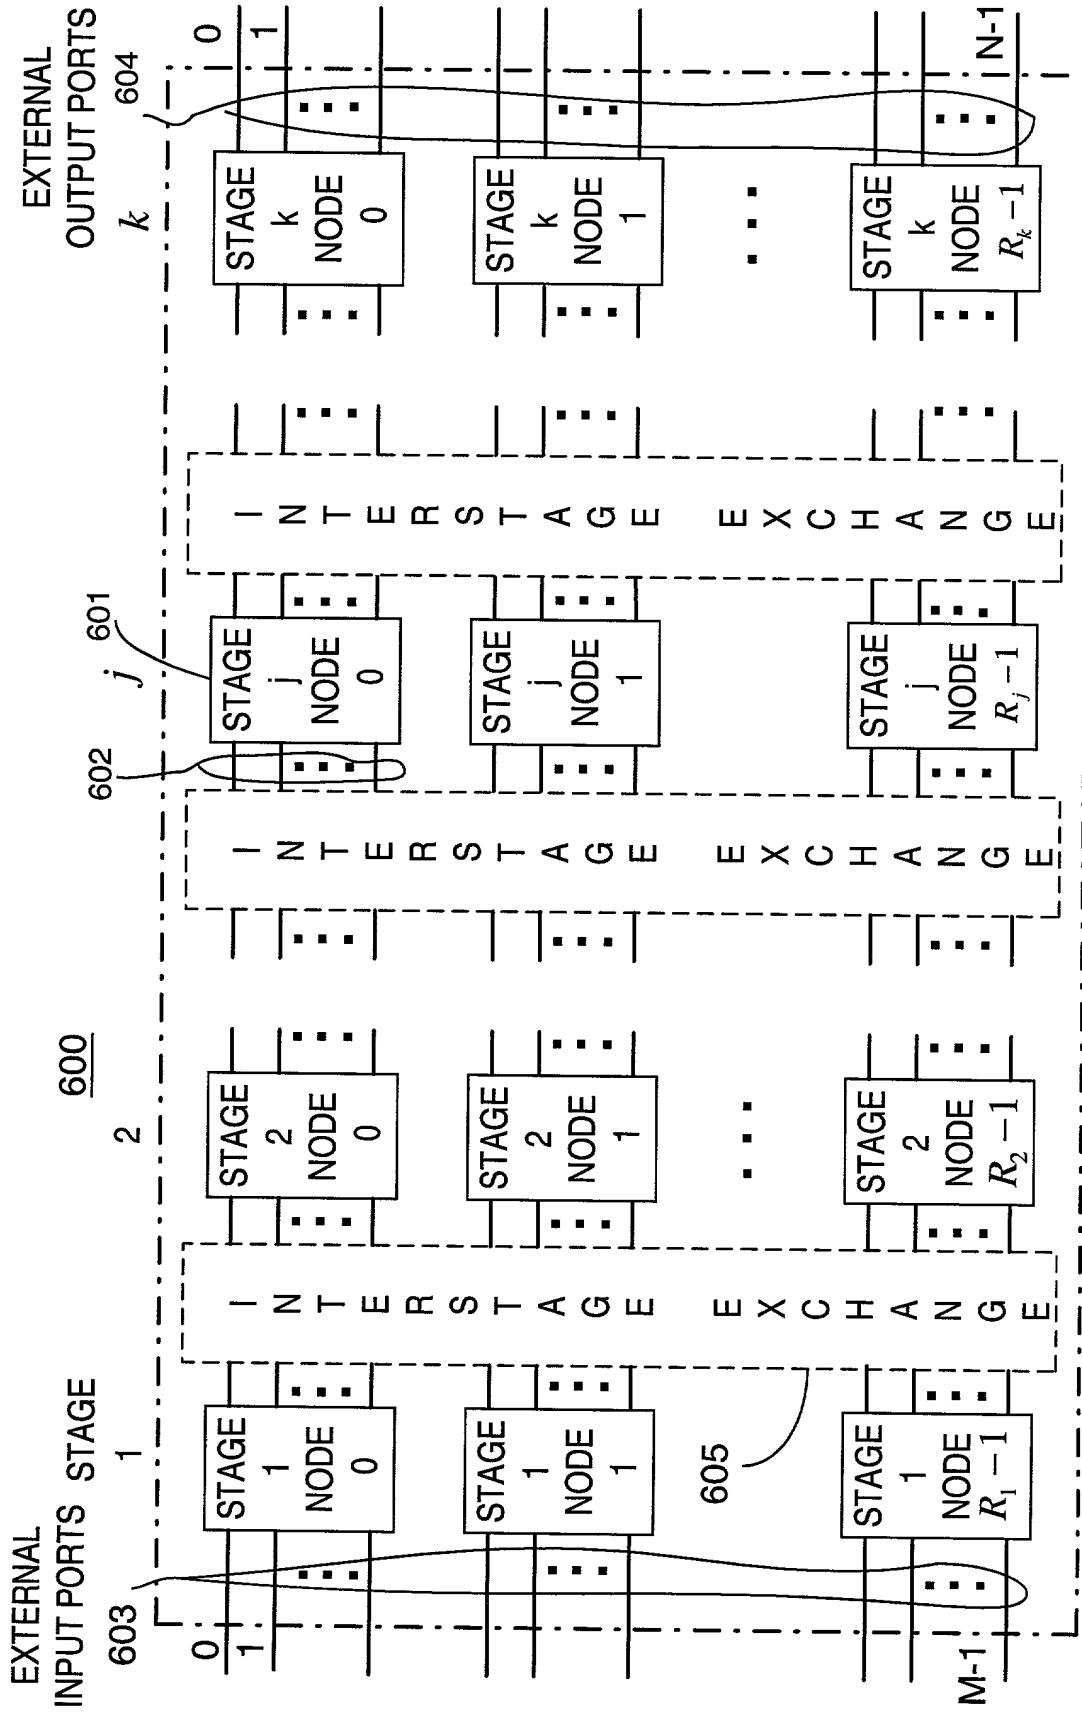 EXTERNAL
INPUT PORTS
STAGE
603
600
602
601
EXTERNAL
OUTPUT PORTS
604
1
2
j
k
0
1
M-1
STAGE
1
NODE
0
STAGE
1
NODE
1
STAGE
1
NODE
R₁−1
605
INTERSTAGE EXCHANGE
STAGE
2
NODE
0
STAGE
2
NODE
1
STAGE
2
NODE
R₂−1
INTERSTAGE EXCHANGE
STAGE
j
NODE
0
STAGE
j
NODE
1
STAGE
j
NODE
Rⱼ−1
INTERSTAGE EXCHANGE
STAGE
k
NODE
0
STAGE
k
NODE
1
STAGE
k
NODE
Rₖ−1
0
1
N-1